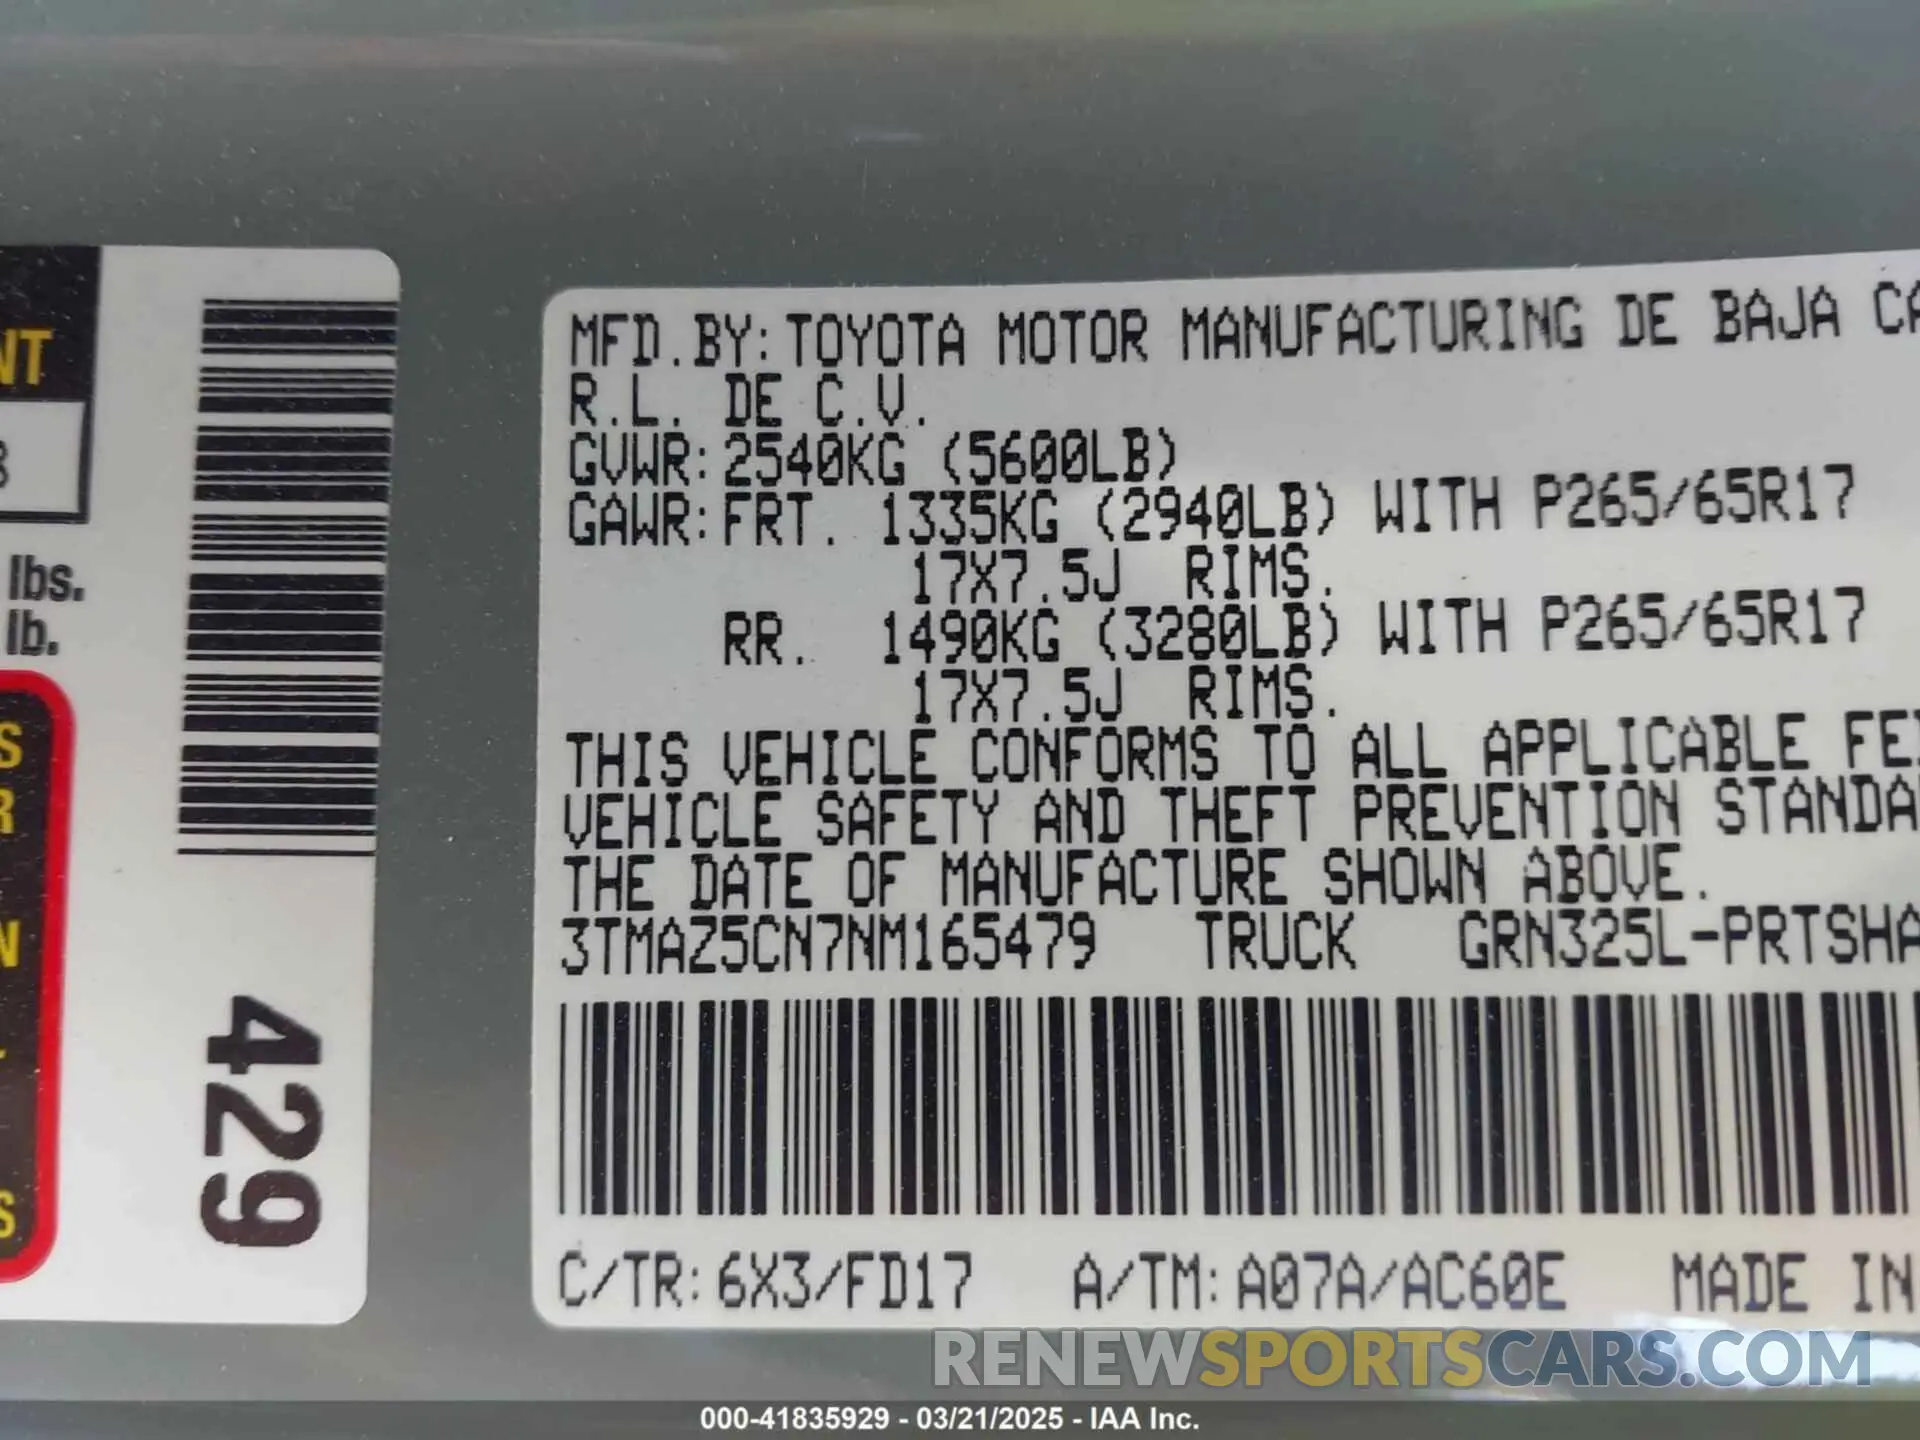 NT
8
lbs.
lb.
S
R
N
S
429
MFD.BY:TOYOTA MOTOR MANUFACTURING DE BAJA CA
R.L. DE C.V.
GVWR:2540KG (5600LB)
GAWR:FRT. 1335KG (2940LB) WITH P265/65R17
17X7.5J RIMS.
RR. 1490KG (3280LB) WITH P265/65R17
17X7.5J RIMS.
THIS VEHICLE CONFORMS TO ALL APPLICABLE FE
VEHICLE SAFETY AND THEFT PREVENTION STANDA
THE DATE OF MANUFACTURE SHOWN ABOVE.
3TMAZ5CN7NM165479 TRUCK GRN325L-PRTSHA
C/TR:6X3/FD17 A/TM:A07A/AC60E MADE IN
RENEWSPORTSCARS.COM
000-41835929 - 03/21/2025 - IAA Inc.